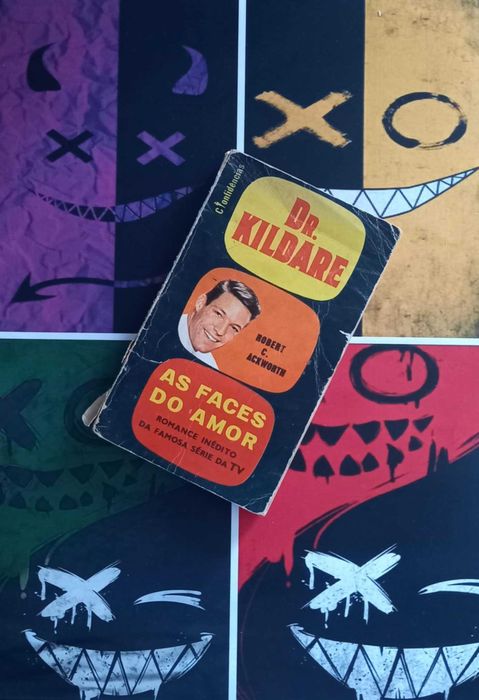 Confidências
DR.
KILDARE
ROBERT
C.
ACKWORTH
AS FACES
DO AMOR
ROMANCE INÉDITO
DA FAMOSA SÉRIE DA TV